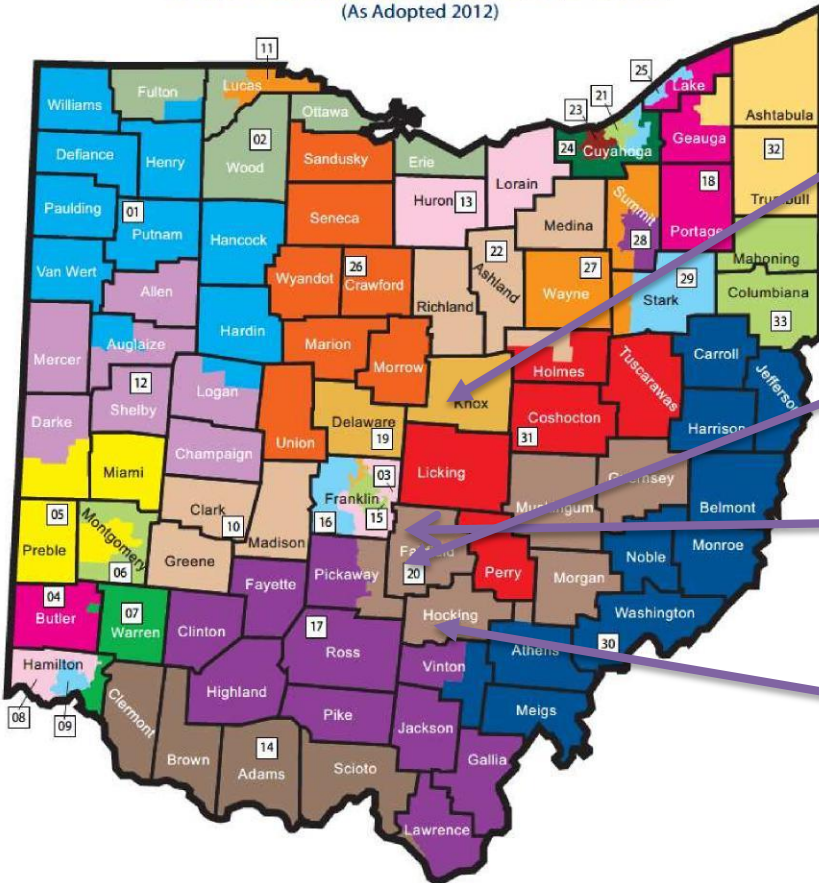 (As Adopted 2012)
11
25
Williams
Fulton
Lucas
Lake
Ottawa
21
23
Ashtabula
Defiance
Henry
02
Wood
Sandusky
Erie
24
Cuyahoga
Geauga
32
Lorain
Huron
13
Summit
18
Trumbull
Paulding
01
Putnam
Seneca
Medina
Portage
28
Hancock
22
Ashland
Mahoning
Van Wert
Wyandot
26
Crawford
27
Wayne
29
Stark
Allen
Richland
Columbiana
33
Mercer
Auglaize
Hardin
Marion
Morrow
Holmes
Tuscarawas
Carroll
Jefferso
12
Shelby
Logan
Knox
Coshocton
Harrison
Darke
Delaware
19
31
Union
Miami
Champaign
03
Licking
Guernsey
Franklin
05
Clark
10
16
15
Muskingum
Belmont
Montgomery
Madison
Preble
06
Greene
Fairfield
20
Noble
Monroe
Pickaway
Perry
Morgan
04
Fayette
Butler
07
Warren
Clinton
Hocking
Washington
17
Ross
30
Athens
Hamilton
Vinton
Highland
08
09
Clermont
Pike
Meigs
Jackson
14
Brown
Adams
Scioto
Gallia
Lawrence